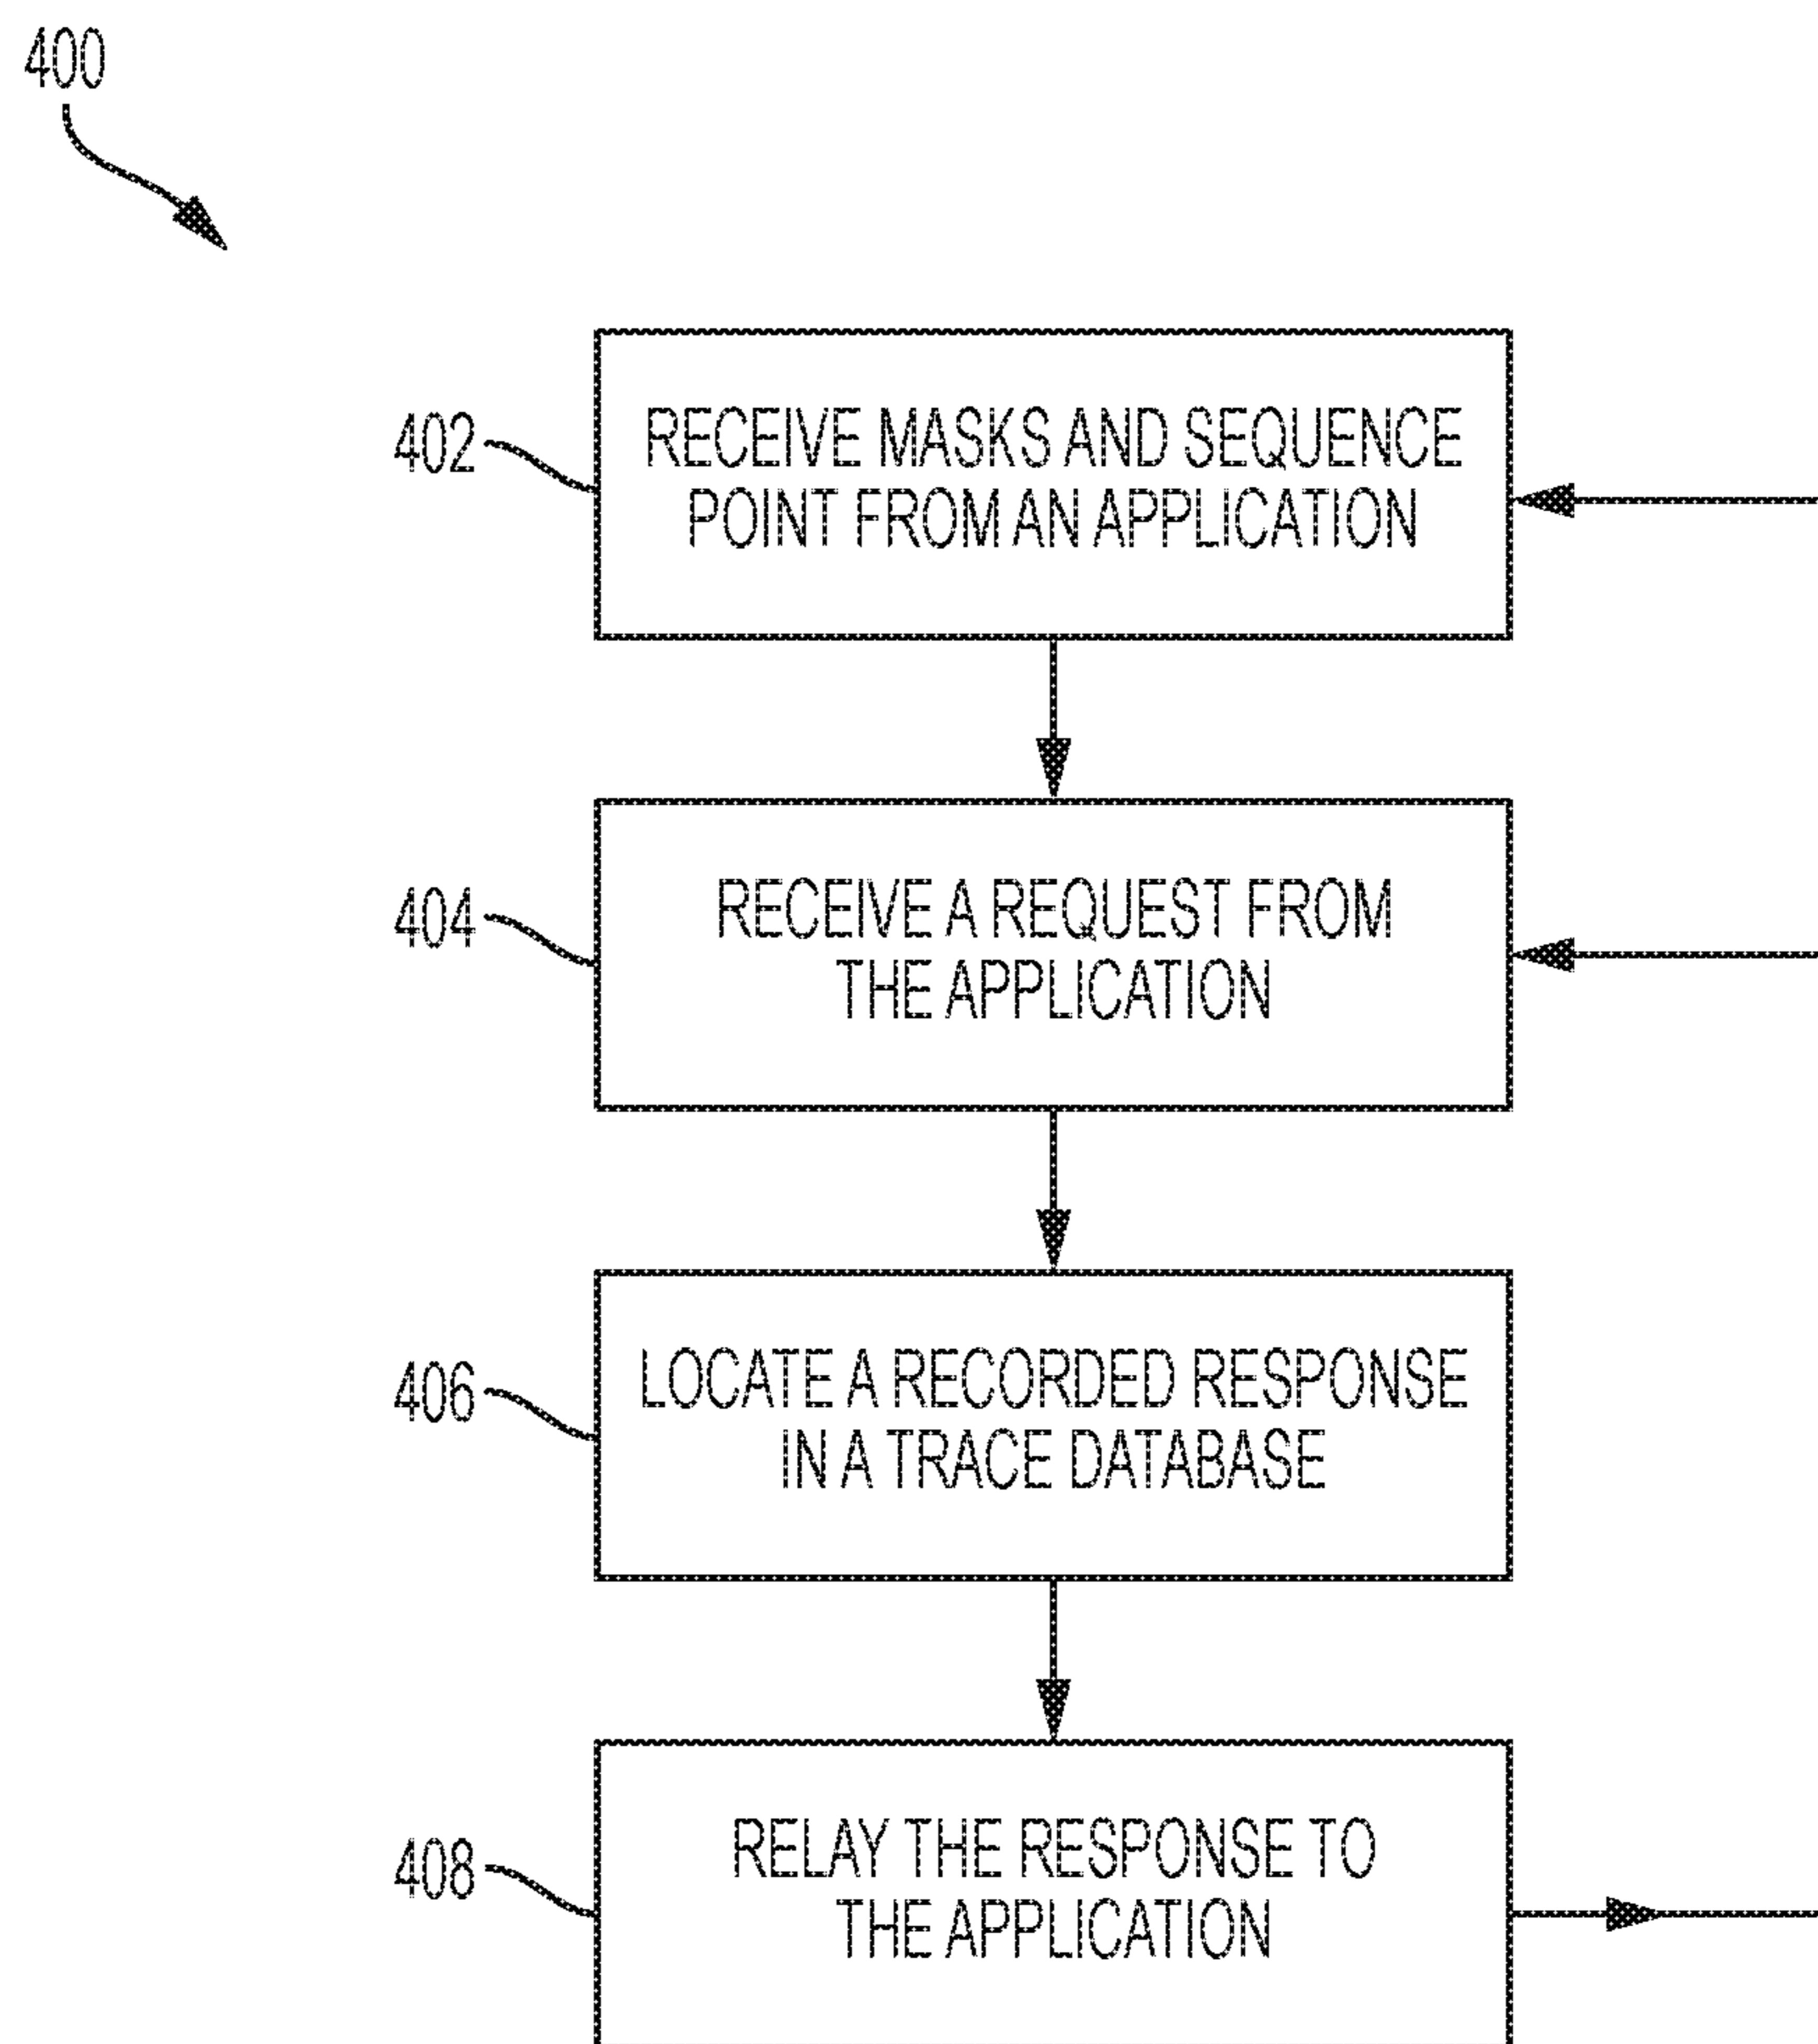 400
402
RECEIVE MASKS AND SEQUENCE
POINT FROM AN APPLICATION
404
RECEIVE A REQUEST FROM
THE APPLICATION
406
LOCATE A RECORDED RESPONSE
IN A TRACE DATABASE
408
RELAY THE RESPONSE TO
THE APPLICATION